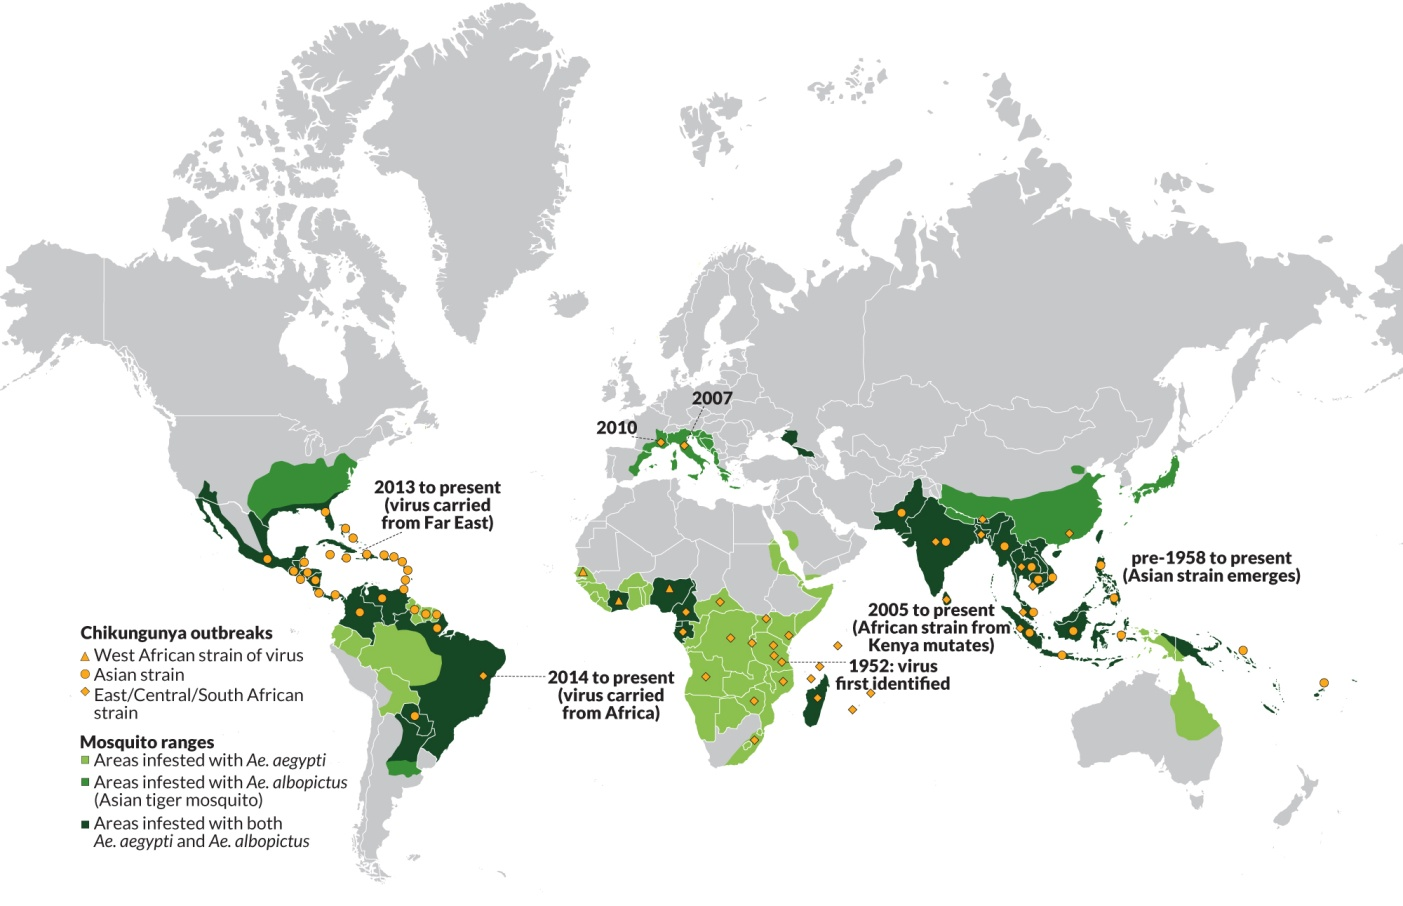 2007
2010
2013 to present
(virus carried
from Far East)
pre-1958 to present
(Asian strain emerges)
2005 to present
(African strain from
Kenya mutates)
1952: virus
first identified
2014 to present
(virus carried
from Africa)
Chikungunya outbreaks
West African strain of virus
Asian strain
East/Central/South African
strain
Mosquito ranges
Areas infested with Ae. aegypti
Areas infested with Ae. albopictus
(Asian tiger mosquito)
Areas infested with both
Ae. aegypti and Ae. albopictus